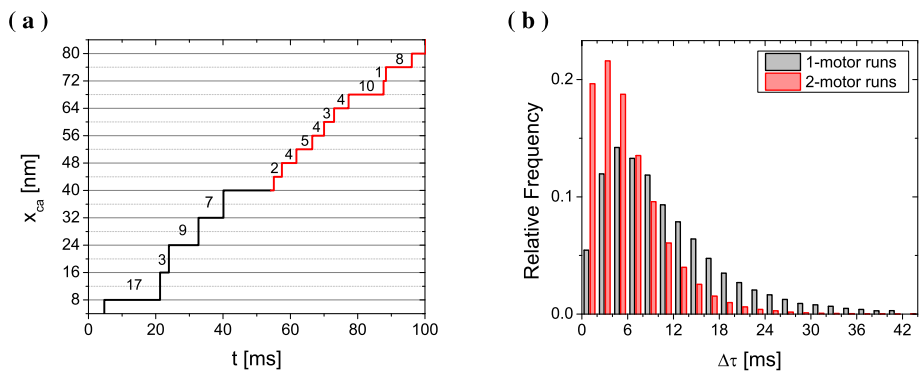 ( a )
80
72
64
56
48
40
32
24
16
8
x_ca [nm]
17
3
9
7
2
4
5
4
3
4
10
1
8
0 20 40 60 80 100
t [ms]
( b )
1-motor runs
2-motor runs
0.2
0.1
0.0
Relative Frequency
0 6 12 18 24 30 36 42
Δτ [ms]